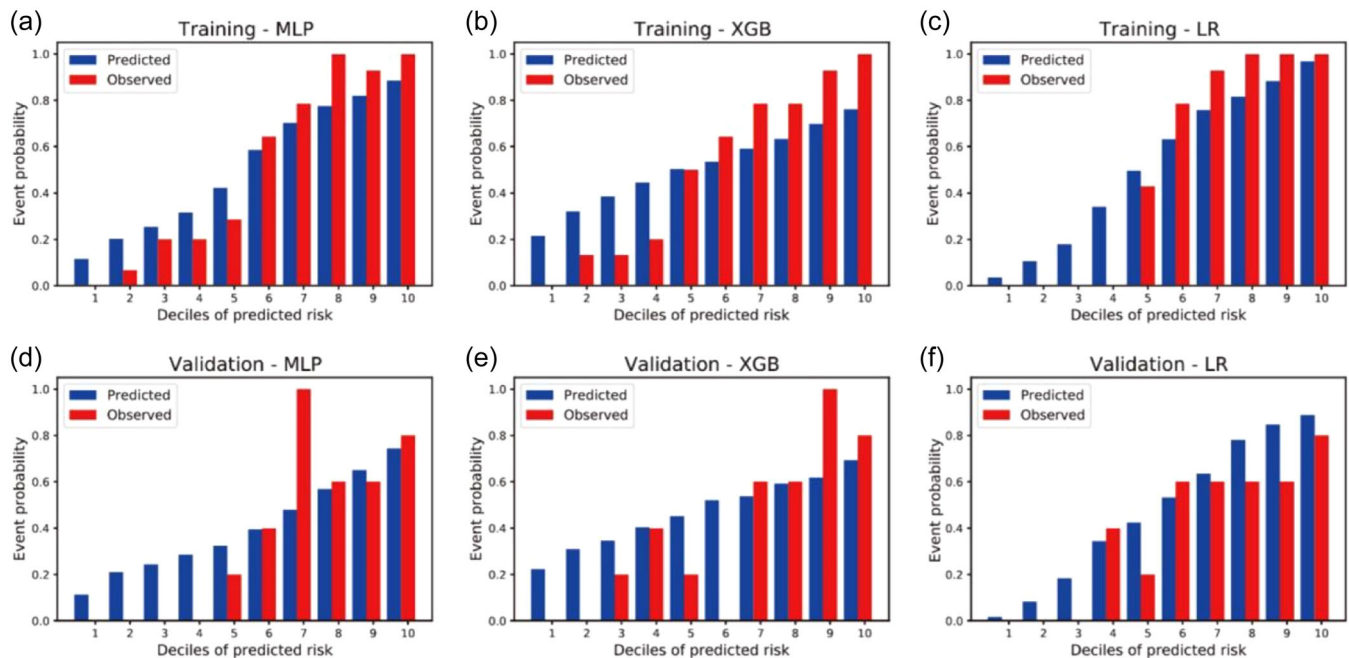 (a)
Training - MLP
Predicted
Observed
Event probability
1.0
0.8
0.6
0.4
0.2
0.0
1 2 3 4 5 6 7 8 9 10
Deciles of predicted risk
(b)
Training - XGB
Predicted
Observed
Event probability
1.0
0.8
0.6
0.4
0.2
0.0
1 2 3 4 5 6 7 8 9 10
Deciles of predicted risk
(c)
Training - LR
Predicted
Observed
Event probability
1.0
0.8
0.6
0.4
0.2
0.0
1 2 3 4 5 6 7 8 9 10
Deciles of predicted risk
(d)
Validation - MLP
Predicted
Observed
Event probability
1.0
0.8
0.6
0.4
0.2
0.0
1 2 3 4 5 6 7 8 9 10
Deciles of predicted risk
(e)
Validation - XGB
Predicted
Observed
Event probability
1.0
0.8
0.6
0.4
0.2
0.0
1 2 3 4 5 6 7 8 9 10
Deciles of predicted risk
(f)
Validation - LR
Predicted
Observed
Event probability
1.0
0.8
0.6
0.4
0.2
0.0
1 2 3 4 5 6 7 8 9 10
Deciles of predicted risk